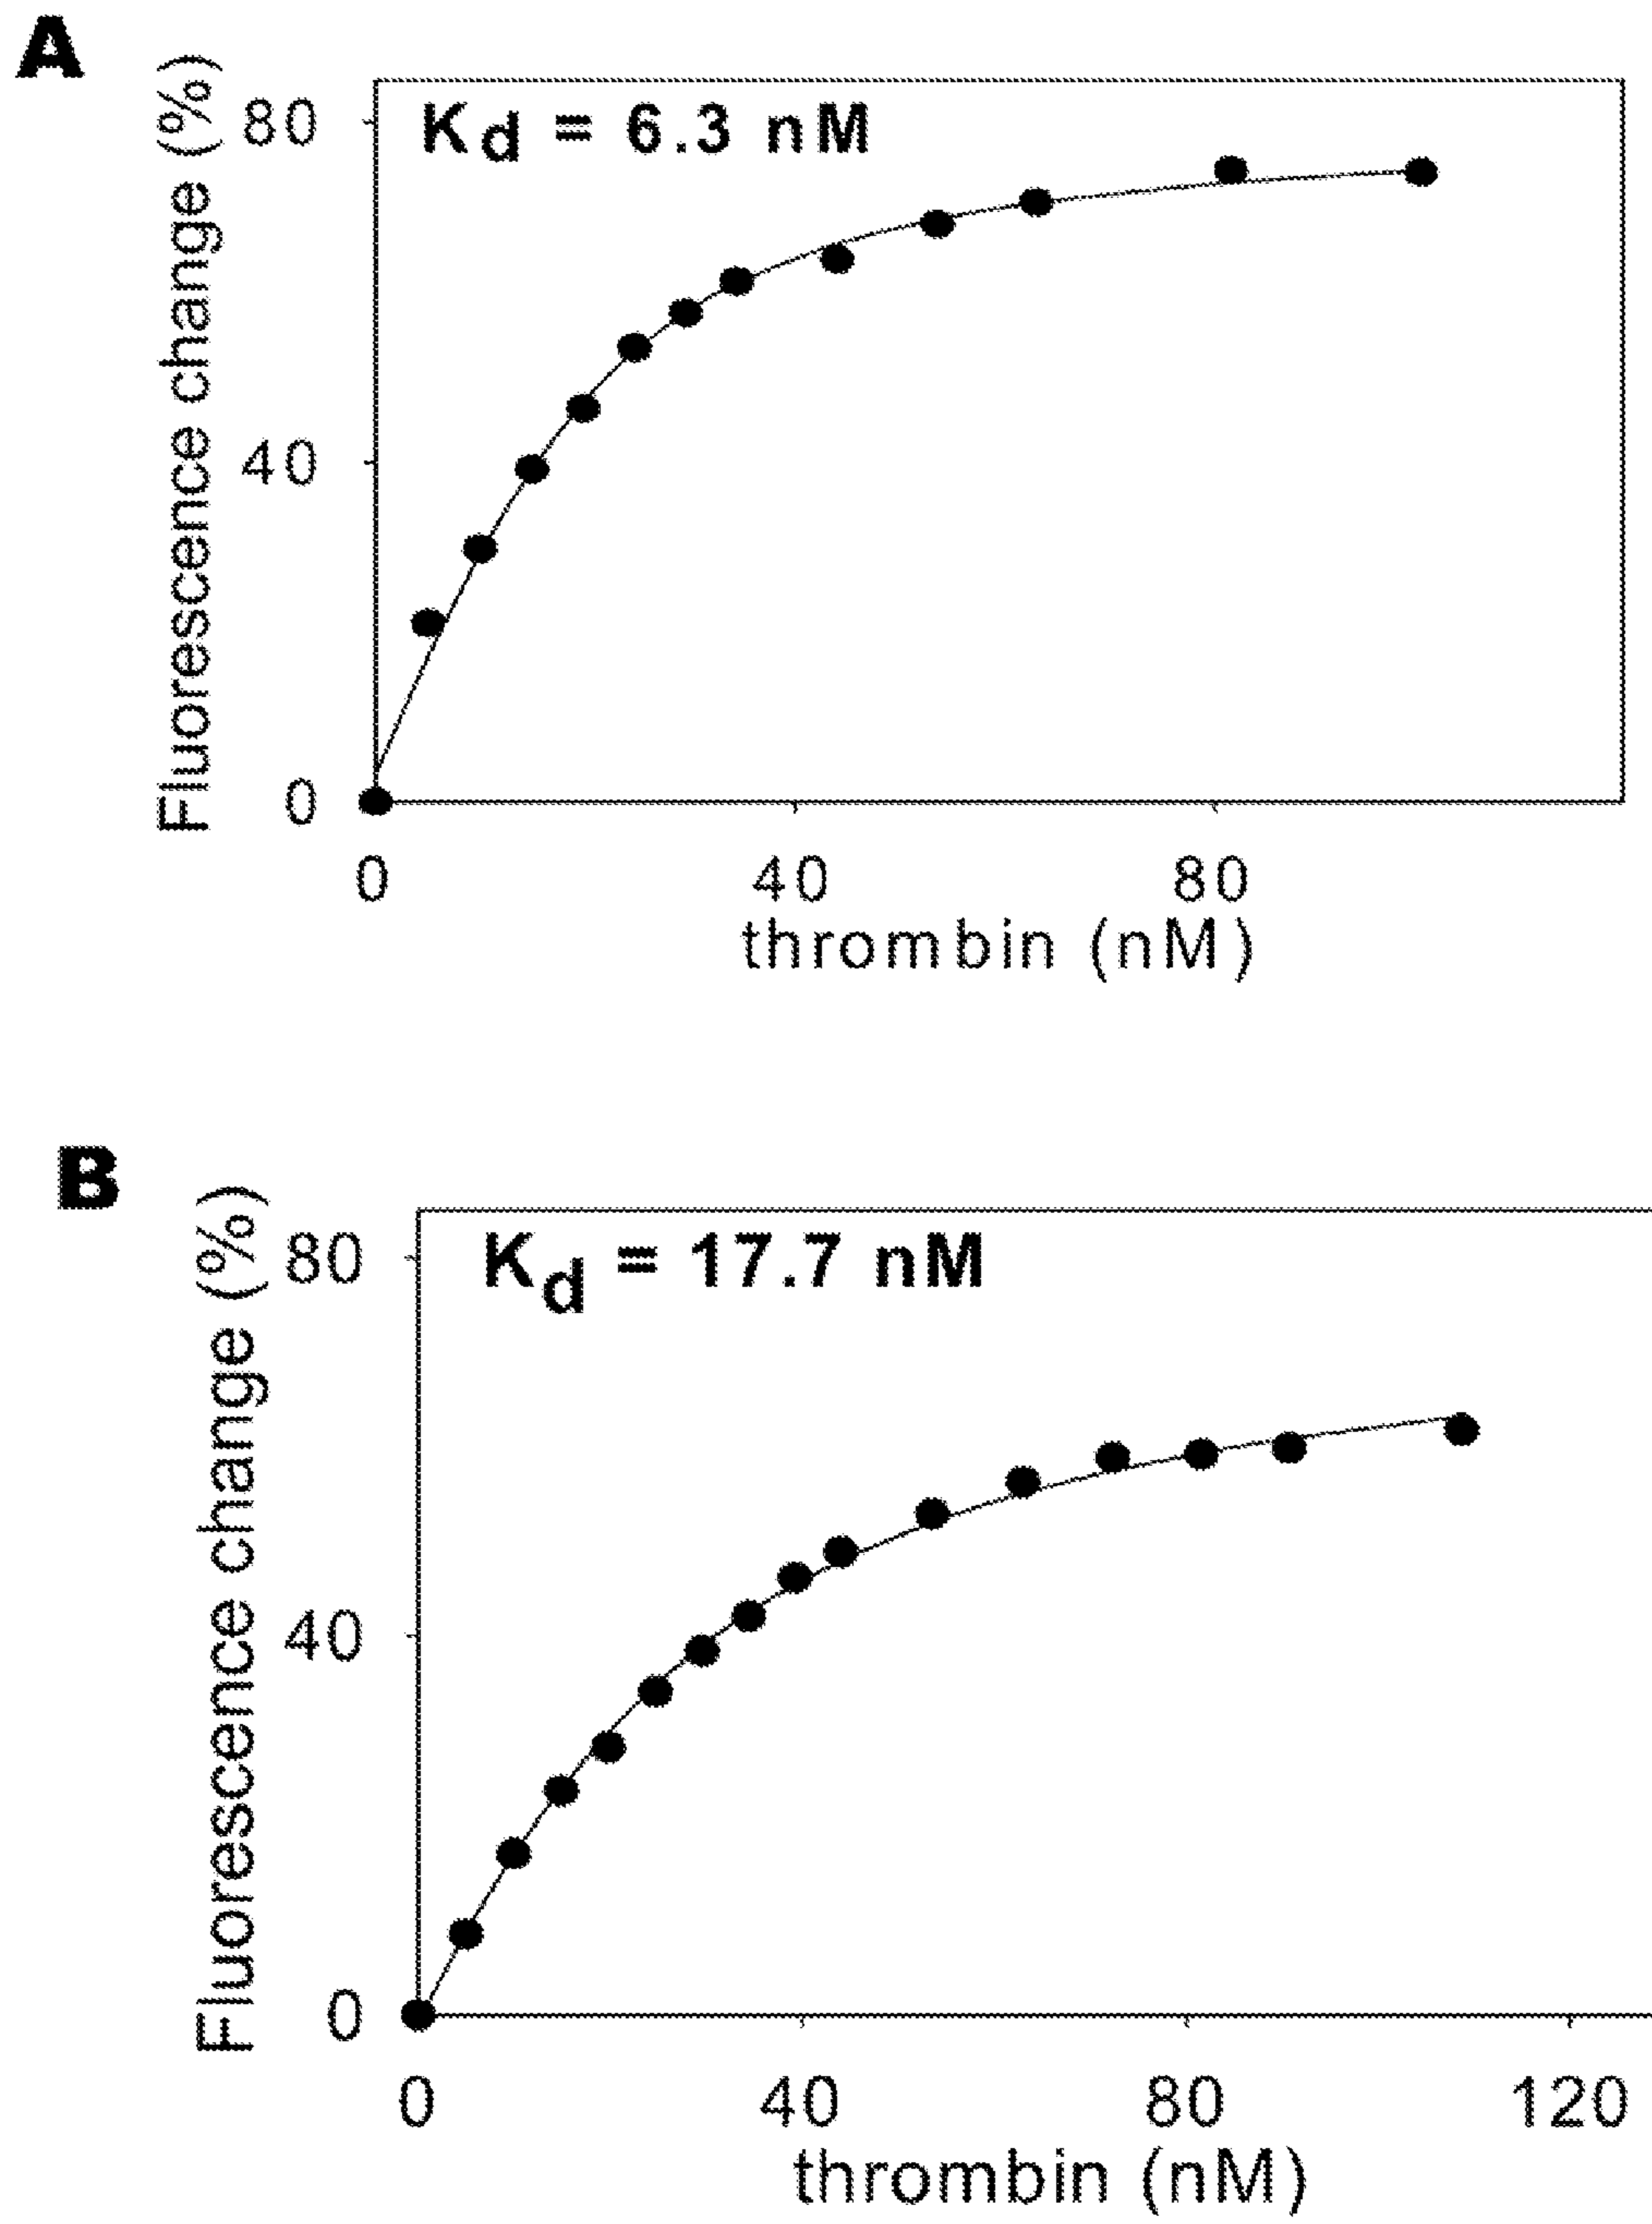 A
Fluorescence change (%)
80
40
0
Kd = 6.3 nM
0 40 80
thrombin (nM)
B
Fluorescence change (%)
80
40
0
Kd = 17.7 nM
0 40 80 120
thrombin (nM)